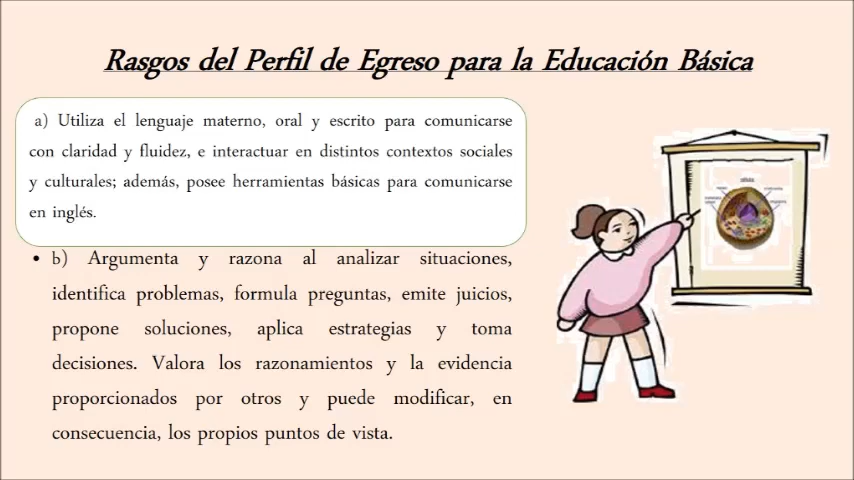 Rasgos del Perfil de Egreso para la Educación Básica
a) Utiliza el lenguaje materno, oral y escrito para comunicarse
con claridad y fluidez, e interactuar en distintos contextos sociales
y culturales; además, posee herramientas básicas para comunicarse
en inglés.
• b) Argumenta y razona al analizar situaciones,
identifica problemas, formula preguntas, emite juicios,
propone soluciones, aplica estrategias y toma
decisiones. Valora los razonamientos y la evidencia
proporcionados por otros y puede modificar, en
consecuencia, los propios puntos de vista.